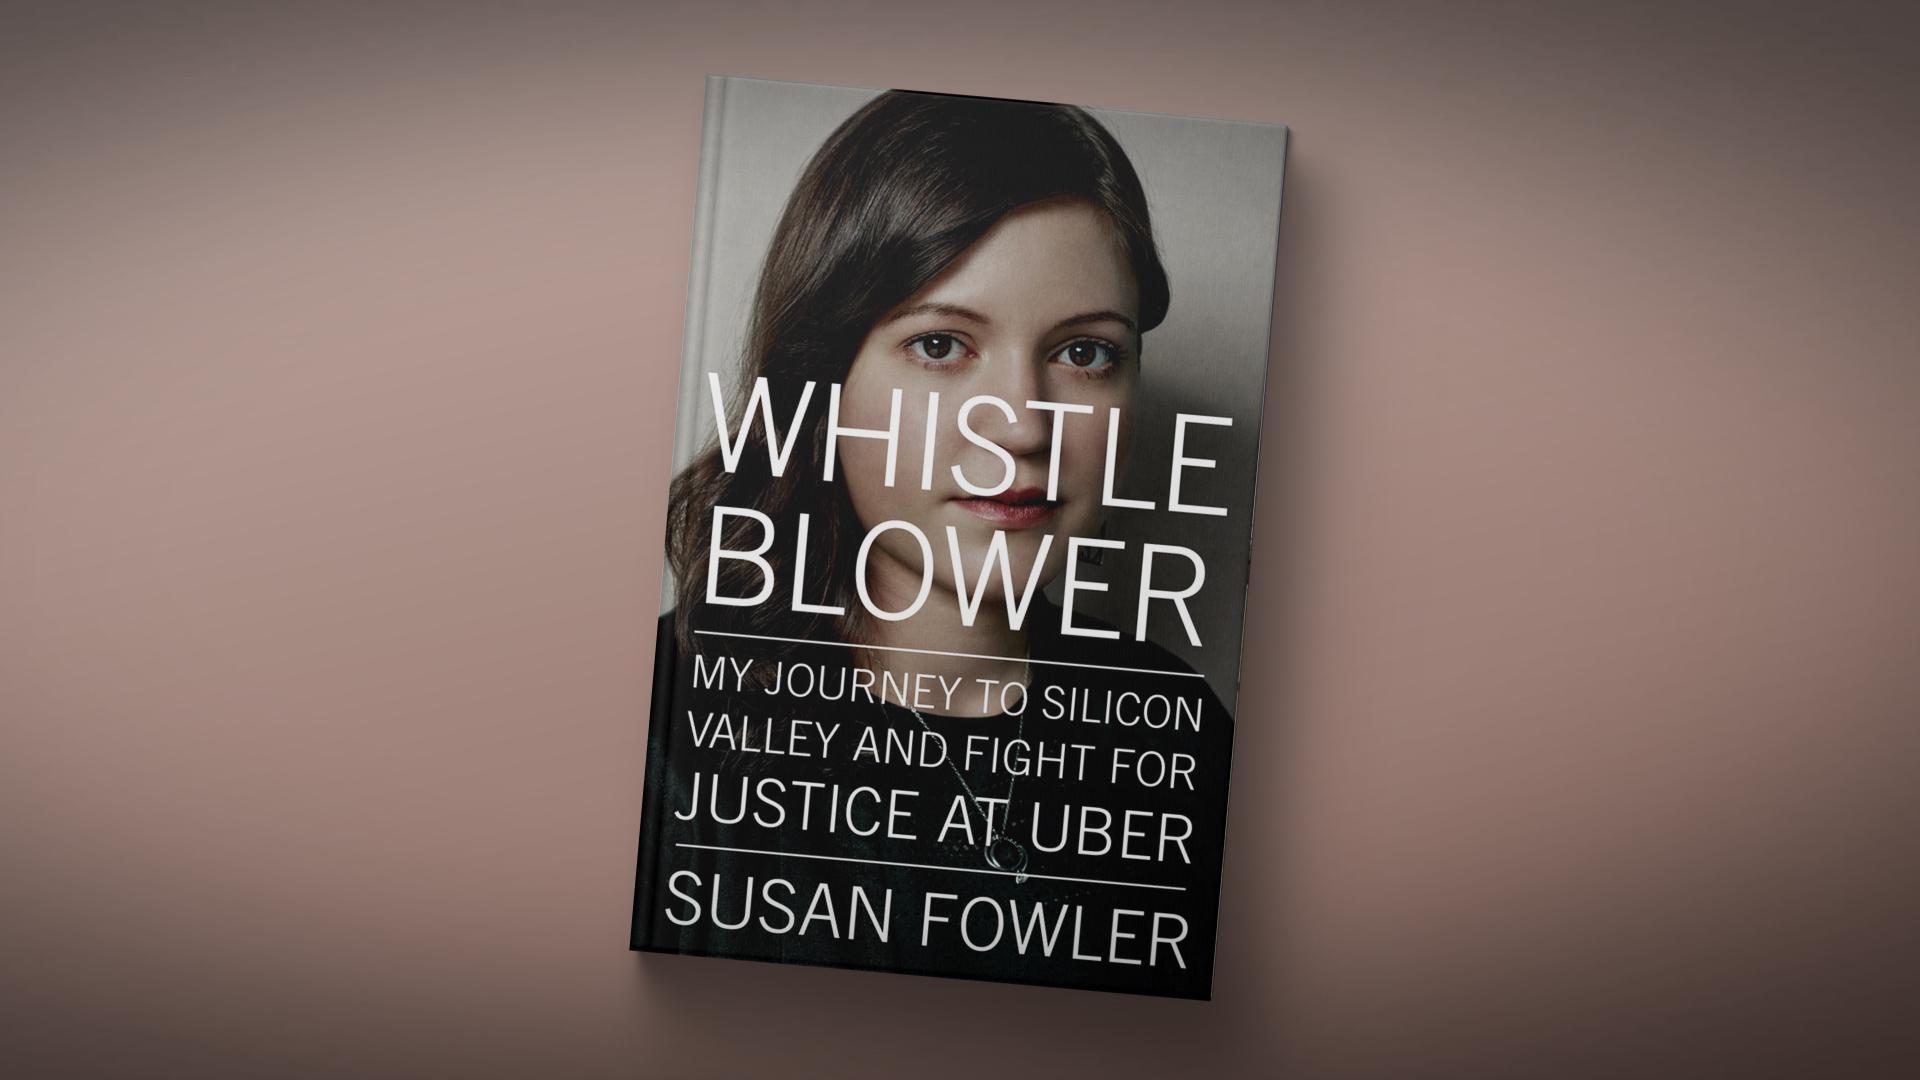 WHISTLE
BLOWER
MY JOURNEY TO SILICON
VALLEY AND FIGHT FOR
JUSTICE AT UBER
SUSAN FOWLER